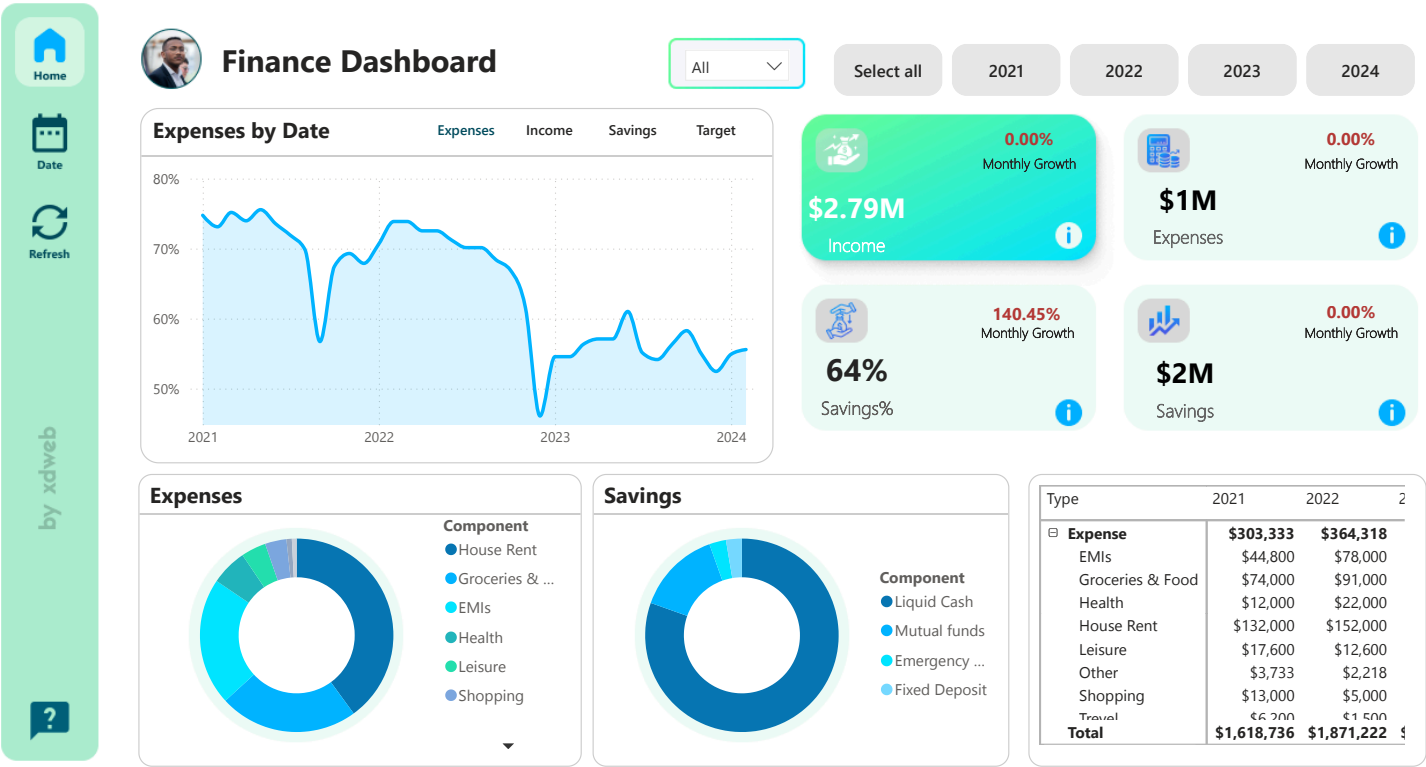 Home
Date
Refresh
by xdweb
?
Finance Dashboard
All
Select all
2021
2022
2023
2024
Expenses by Date
Expenses
Income
Savings
Target
80%
70%
60%
50%
2021
2022
2023
2024
0.00%
Monthly Growth
$2.79M
Income
i
0.00%
Monthly Growth
$1M
Expenses
i
140.45%
Monthly Growth
64%
Savings%
i
0.00%
Monthly Growth
$2M
Savings
i
Expenses
Component
House Rent
Groceries & ...
EMIs
Health
Leisure
Shopping
Savings
Component
Liquid Cash
Mutual funds
Emergency ...
Fixed Deposit
Type 2021 2022 2
Expense $303,333 $364,318
EMIs $44,800 $78,000
Groceries & Food $74,000 $91,000
Health $12,000 $22,000
House Rent $132,000 $152,000
Leisure $17,600 $12,600
Other $3,733 $2,218
Shopping $13,000 $5,000
Trevel $6,200 $1,500
Total $1,618,736 $1,871,222 $